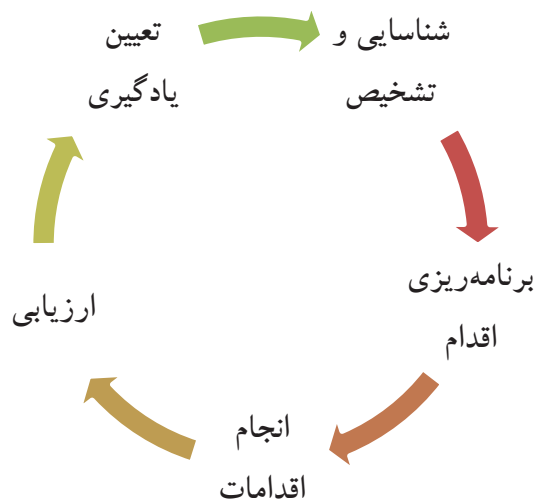 شناسایی و
تشخیص
برنامه‌ریزی
اقدام
انجام
اقدامات
ارزیابی
تعیین
یادگیری